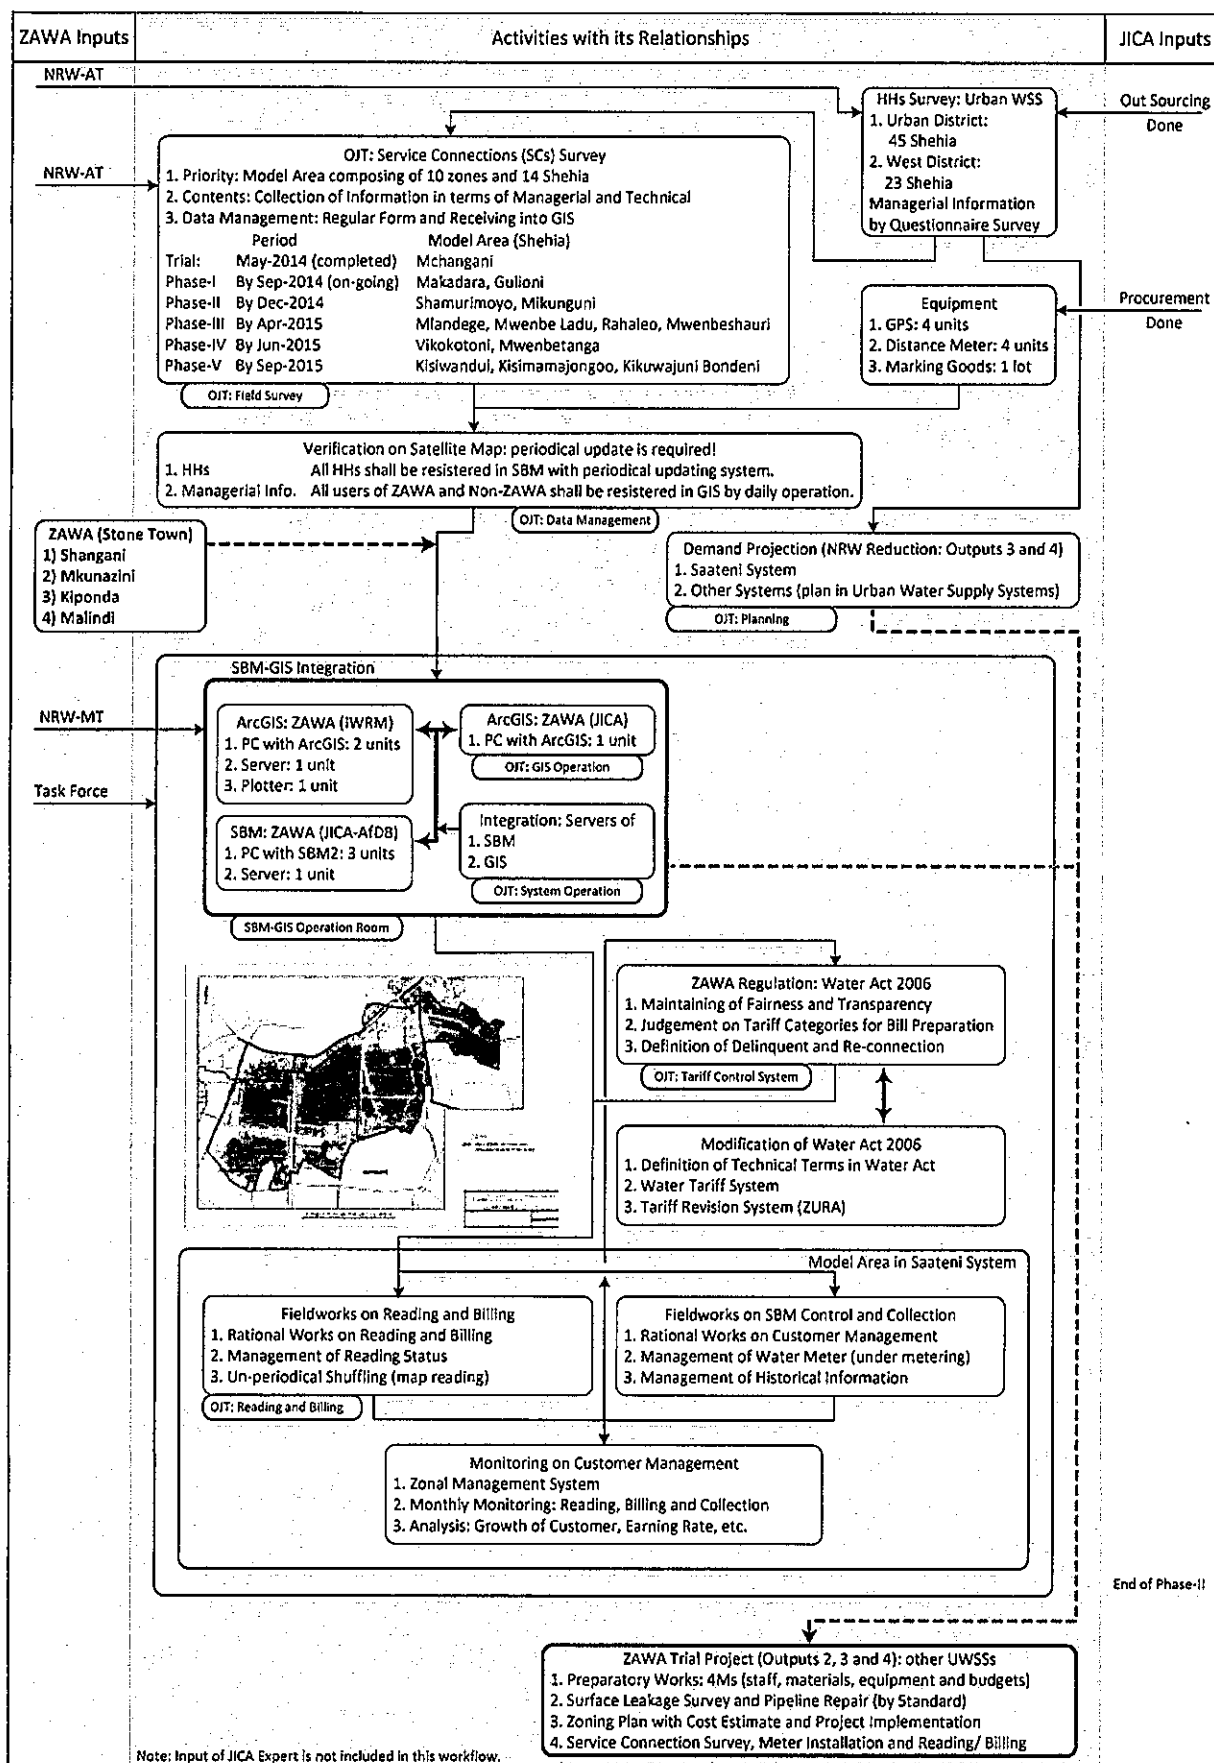 ZAWA Inputs
Activities with its Relationships
JICA Inputs
NRW-AT
HHs Survey: Urban WSS
1. Urban District:
45 Shehia
2. West District:
23 Shehia
Managerial Information
by Questionnaire Survey
Out Sourcing
Done
NRW-AT
OJT: Service Connections (SCs) Survey
1. Priority: Model Area composing of 10 zones and 14 Shehia
2. Contents: Collection of Information in terms of Managerial and Technical
3. Data Management: Regular Form and Receiving into GIS
Period Model Area (Shehia)
Trial: May-2014 (completed) Mchangani
Phase-I By Sep-2014 (on-going) Makadara, Gulioni
Phase-II By Dec-2014 Shamurimoyo, Mikunguni
Phase-III By Apr-2015 Mlandege, Mwenbe Ladu, Rahaleo, Mwenbeshauri
Phase-IV By Jun-2015 Vikokotoni, Mwenbetanga
Phase-V By Sep-2015 Kisiwandui, Kisimamajongoo, Kikuwajuni Bondeni
OJT: Field Survey
Equipment
1. GPS: 4 units
2. Distance Meter: 4 units
3. Marking Goods: 1 lot
Procurement
Done
Verification on Satellite Map: periodical update is required!
1. HHs All HHs shall be resistered in SBM with periodical updating system.
2. Managerial Info. All users of ZAWA and Non-ZAWA shall be resistered in GIS by daily operation.
OJT: Data Management
ZAWA (Stone Town)
1) Shangani
2) Mkunazini
3) Kiponda
4) Malindi
Demand Projection (NRW Reduction: Outputs 3 and 4)
1. Saateni System
2. Other Systems (plan in Urban Water Supply Systems)
OJT: Planning
SBM-GIS Integration
NRW-MT
Task Force
ArcGIS: ZAWA (IWRM)
1. PC with ArcGIS: 2 units
2. Server: 1 unit
3. Plotter: 1 unit
ArcGIS: ZAWA (JICA)
1. PC with ArcGIS: 1 unit
OJT: GIS Operation
SBM: ZAWA (JICA-AfDB)
1. PC with SBM2: 3 units
2. Server: 1 unit
Integration: Servers of
1. SBM
2. GIS
OJT: System Operation
SBM-GIS Operation Room
ZAWA Regulation: Water Act 2006
1. Maintaining of Fairness and Transparency
2. Judgement on Tariff Categories for Bill Preparation
3. Definition of Delinquent and Re-connection
OJT: Tariff Control System
Modification of Water Act 2006
1. Definition of Technical Terms in Water Act
2. Water Tariff System
3. Tariff Revision System (ZURA)
Model Area in Saateni System
Fieldworks on Reading and Billing
1. Rational Works on Reading and Billing
2. Management of Reading Status
3. Un-periodical Shuffling (map reading)
OJT: Reading and Billing
Fieldworks on SBM Control and Collection
1. Rational Works on Customer Management
2. Management of Water Meter (under metering)
3. Management of Historical Information
Monitoring on Customer Management
1. Zonal Management System
2. Monthly Monitoring: Reading, Billing and Collection
3. Analysis: Growth of Customer, Earning Rate, etc.
End of Phase-II
ZAWA Trial Project (Outputs 2, 3 and 4): other UWSSs
1. Preparatory Works: 4Ms (staff, materials, equipment and budgets)
2. Surface Leakage Survey and Pipeline Repair (by Standard)
3. Zoning Plan with Cost Estimate and Project Implementation
4. Service Connection Survey, Meter Installation and Reading/ Billing
Note: Input of JICA Expert is not included in this workflow.